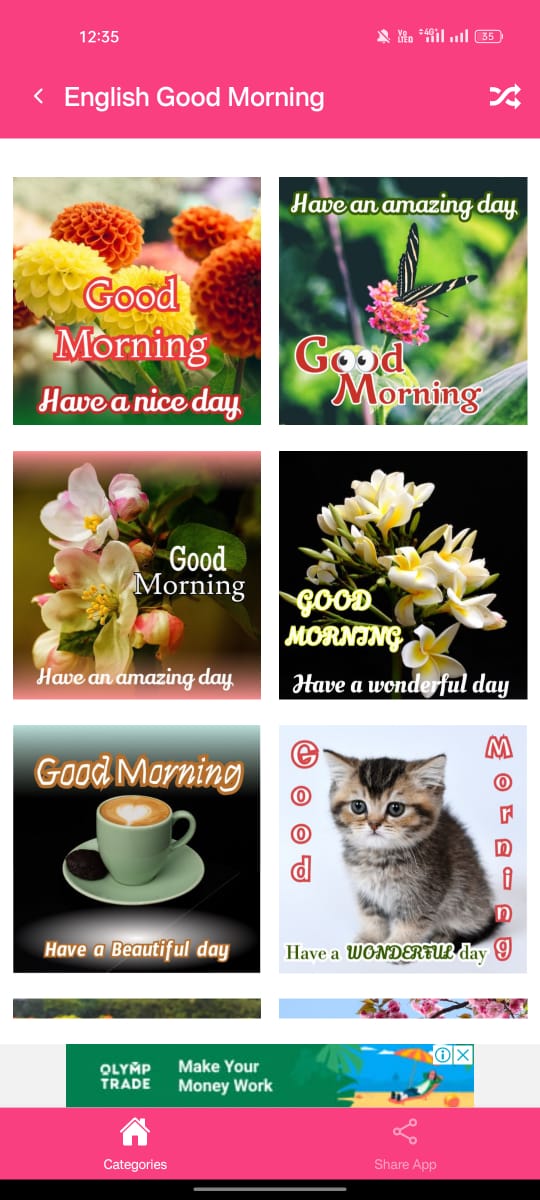 12:35
Vo
LTED
4G+
35
English Good Morning
Good
Morning
Have a nice day
Have an amazing day
Good
Morning
Good
Morning
Have an amazing day
GOOD
MORNING
Have a wonderful day
Good Morning
Have a Beautiful day
Good
Morning
Have a WONDERFUL day
OLYMP
TRADE
Make Your
Money Work
Categories
Share App